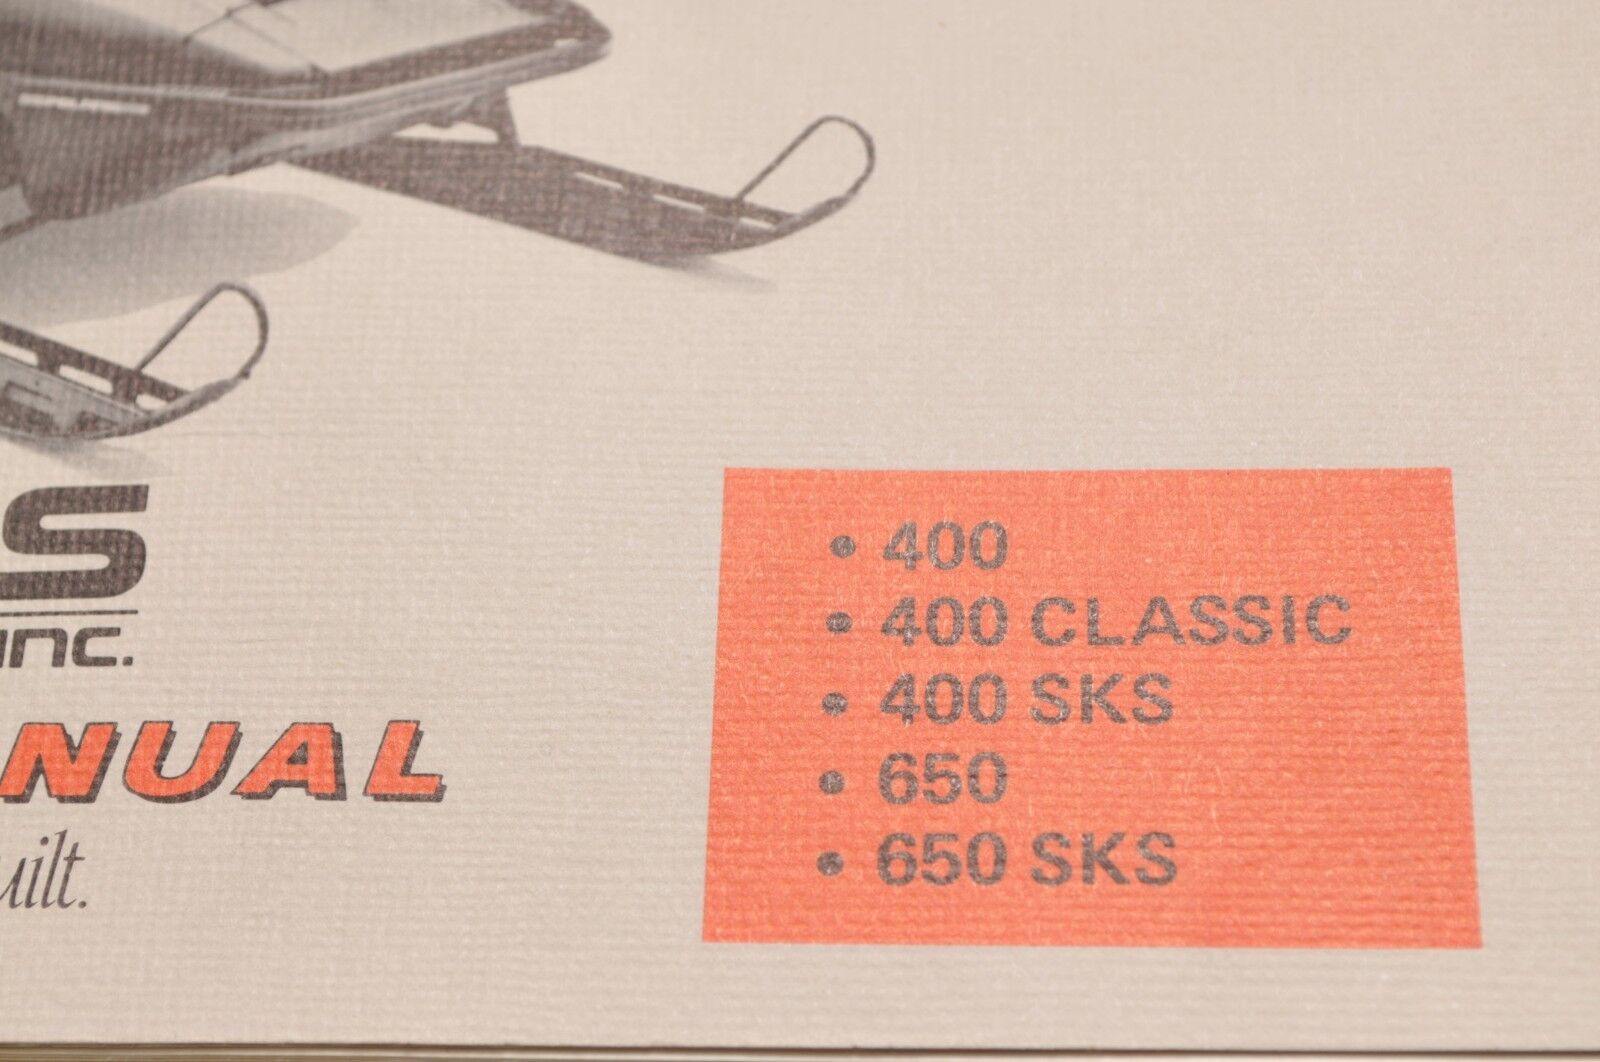 S
inc.
NUAL
uilt.
• 400
• 400 CLASSIC
• 400 SKS
• 650
• 650 SKS